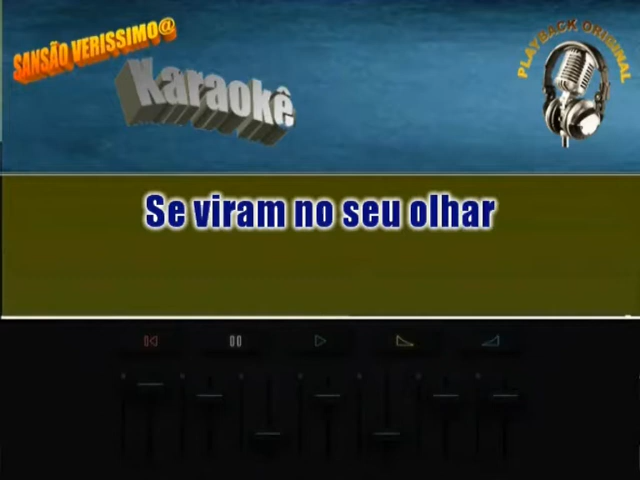 SANSÃO VERISSIMO@
Karaokê
PLAYBACK ORIGINAL
Se viram no seu olhar